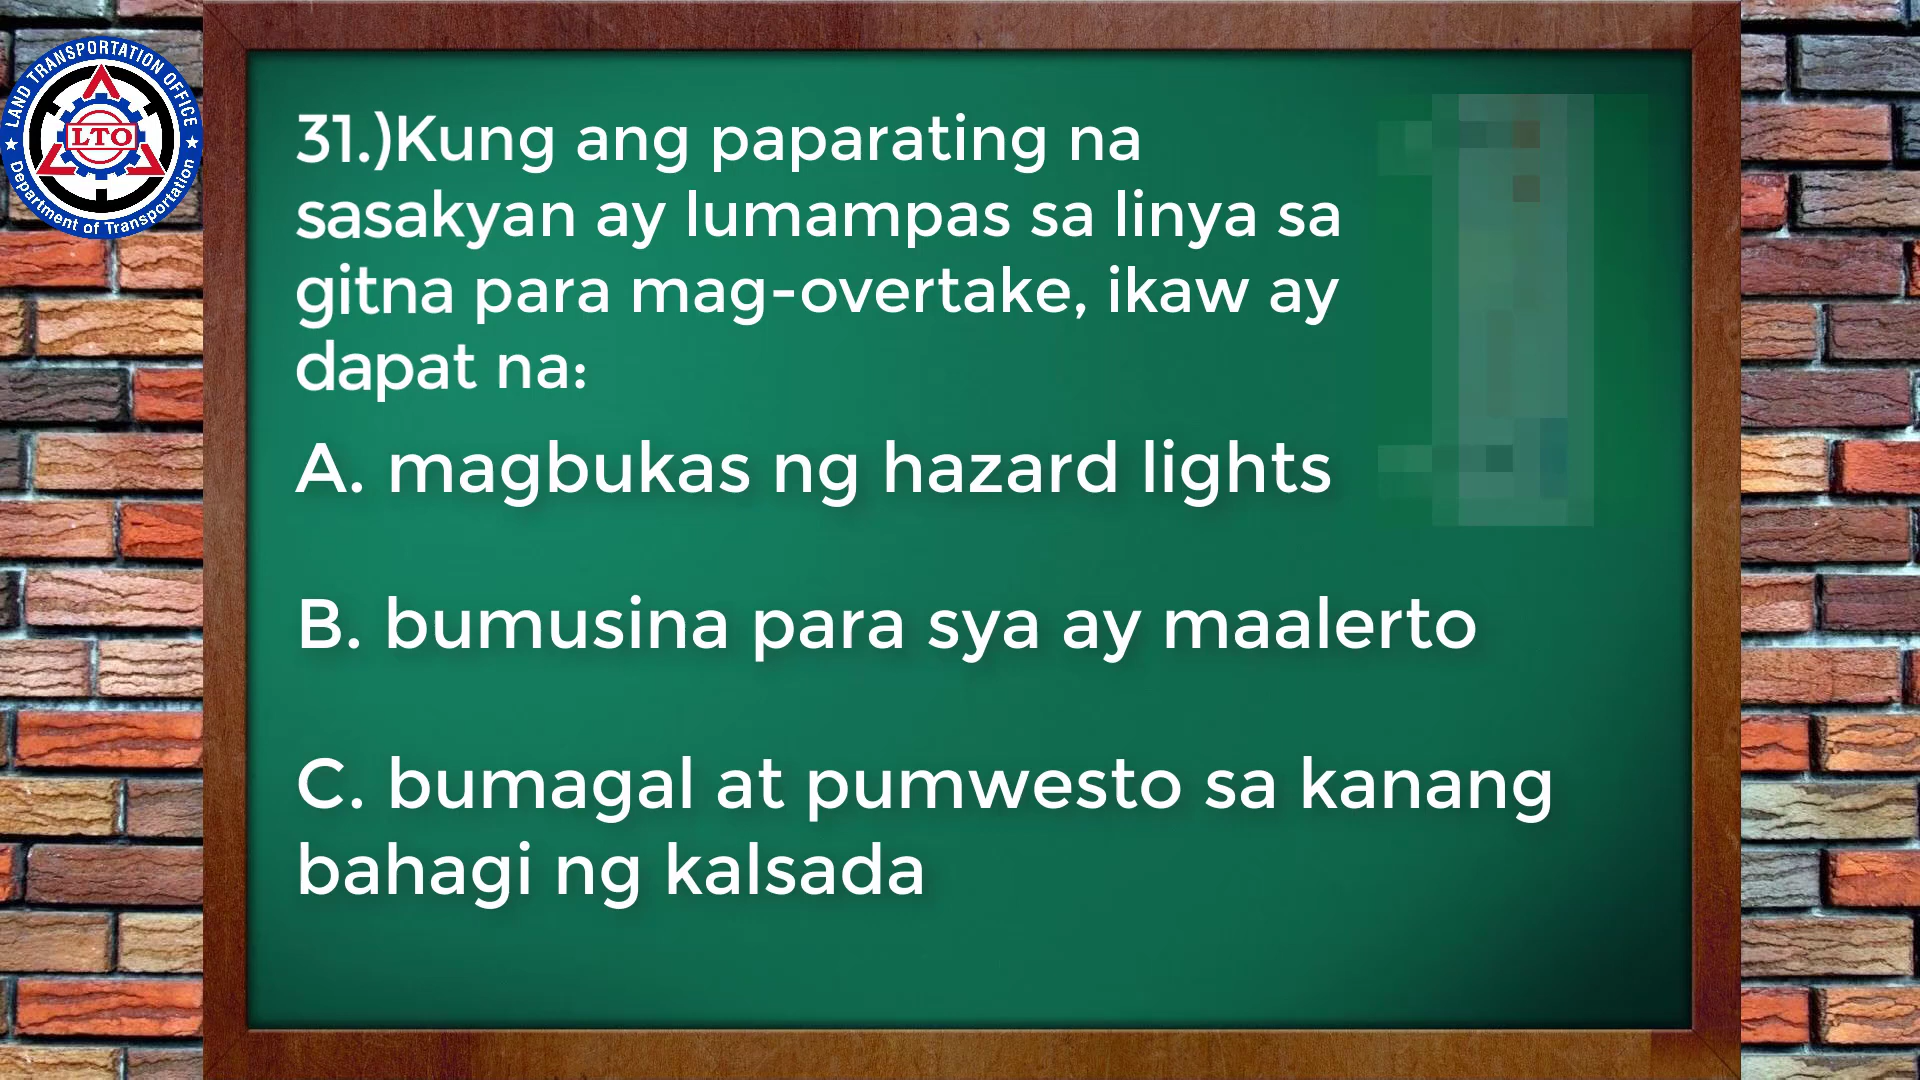 LAND TRANSPORTATION OFFICE
LTO
Department of Transportation
31.)Kung ang paparating na
sasakyan ay lumampas sa linya sa
gitna para mag-overtake, ikaw ay
dapat na:
A. magbukas ng hazard lights
B. bumusina para sya ay maalerto
C. bumagal at pumwesto sa kanang
bahagi ng kalsada